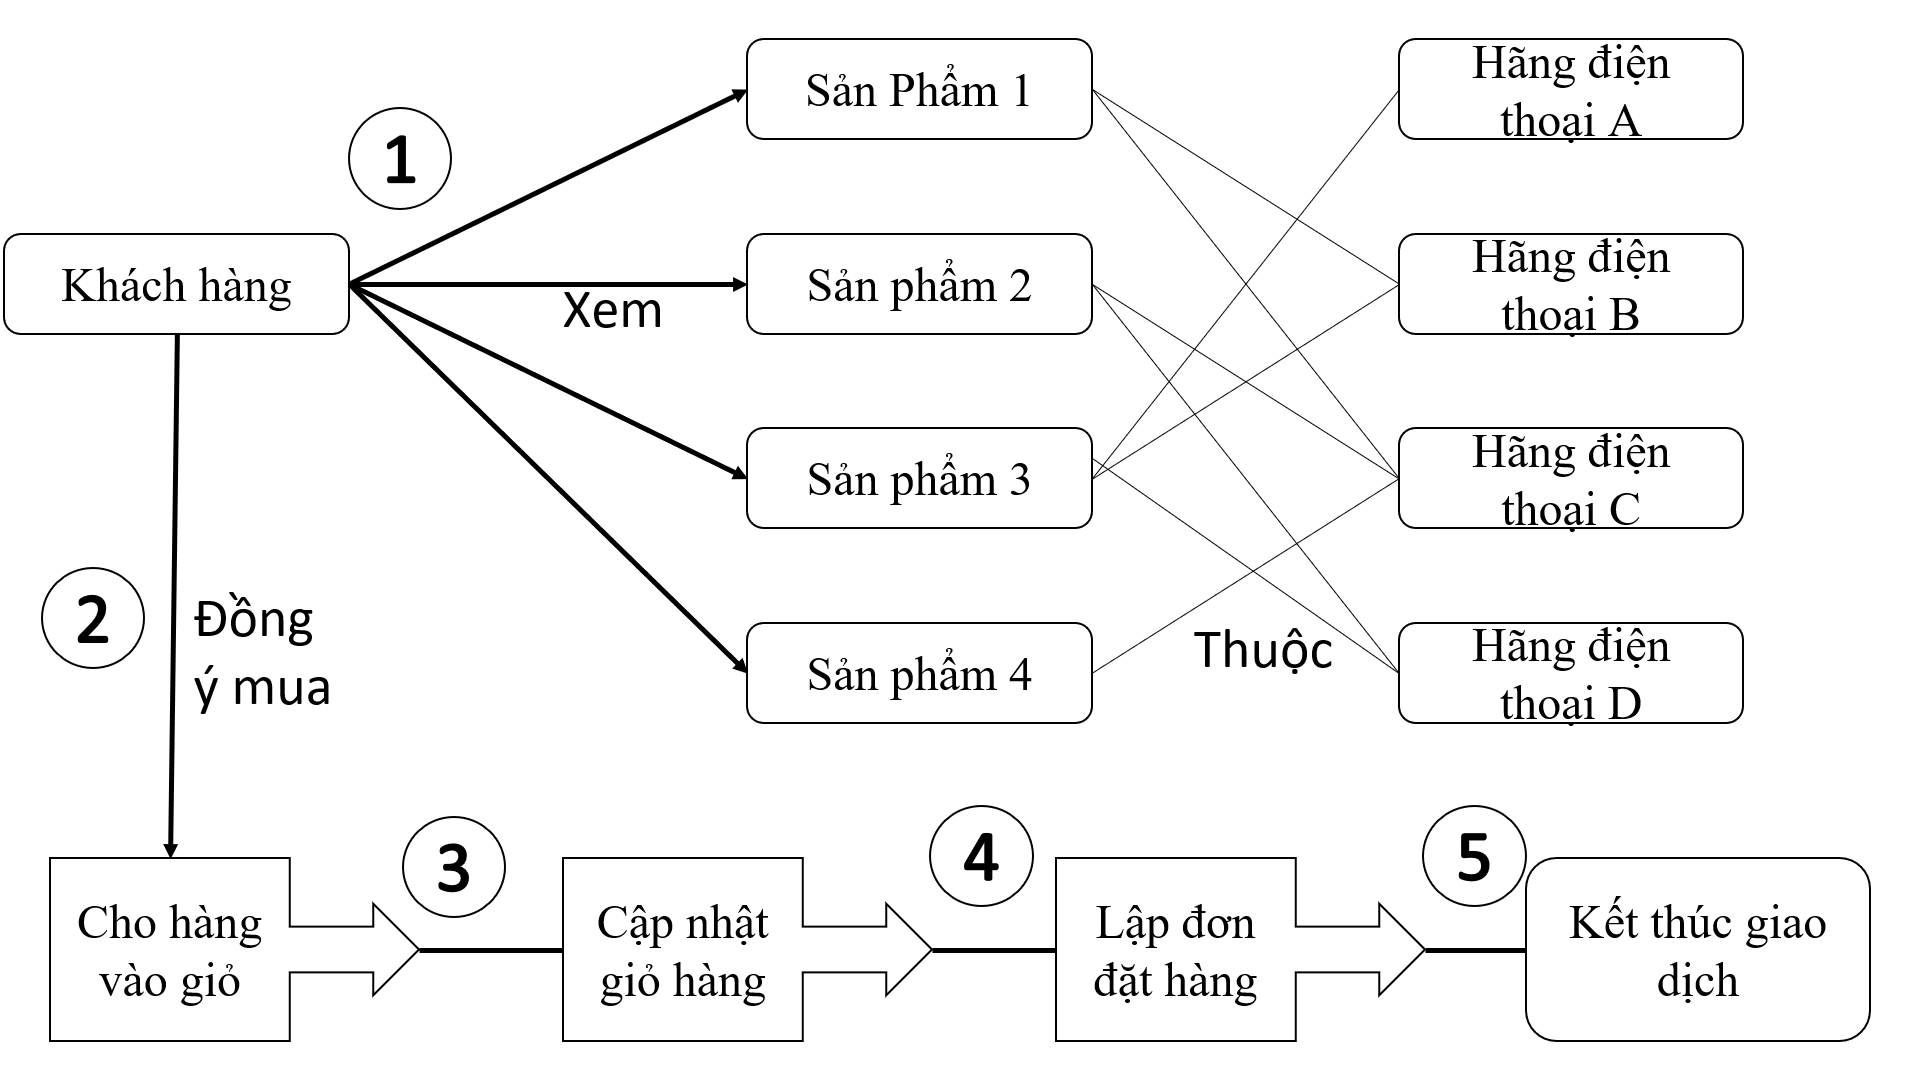 Sản Phẩm 1
Hãng điện
thoại A
1
Khách hàng
Sản phẩm 2
Hãng điện
thoại B
Xem
Sản phẩm 3
Hãng điện
thoại C
2
Đồng
ý mua
Sản phẩm 4
Thuộc
Hãng điện
thoại D
3
4
5
Cho hàng
vào giỏ
Cập nhật
giỏ hàng
Lập đơn
đặt hàng
Kết thúc giao
dịch